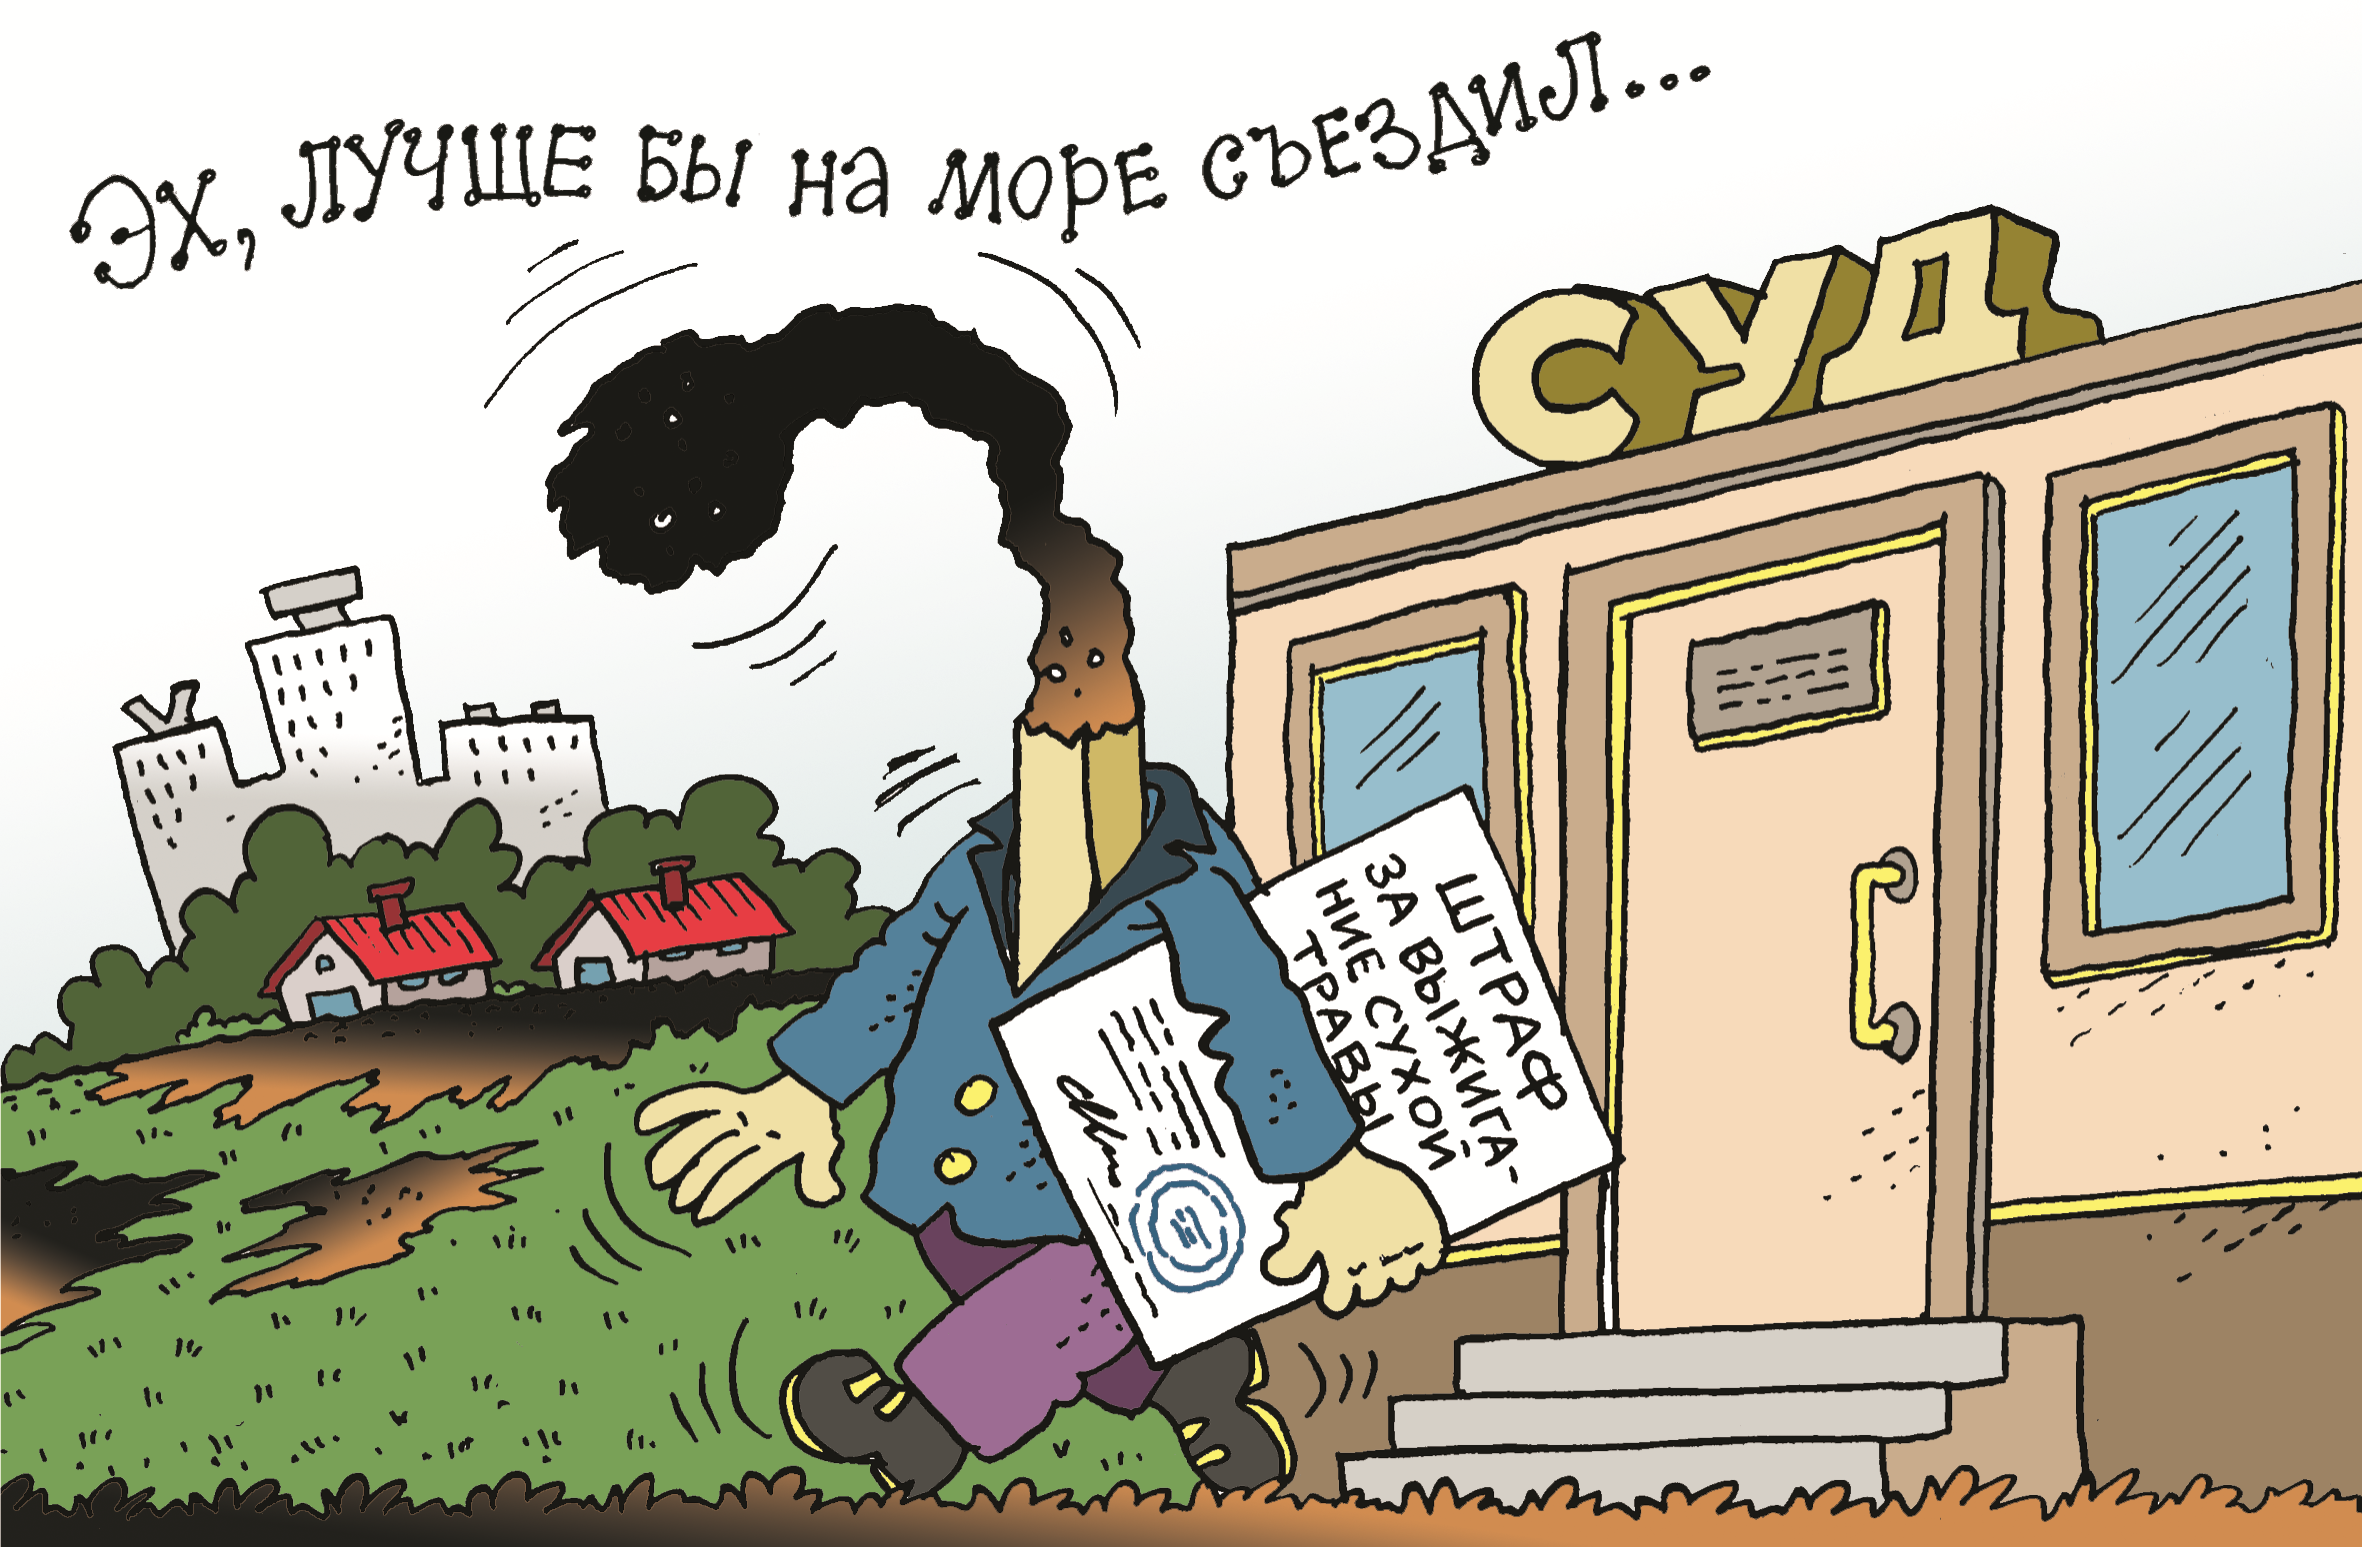 Эх, ЛУЧШЕ БЫ На МОРЕ СЪЕЗДИЛ...
СУД
ШТРАФ
ЗА ВЫЖИГА-
НИЕ СУХОЙ
ТРАВЫ